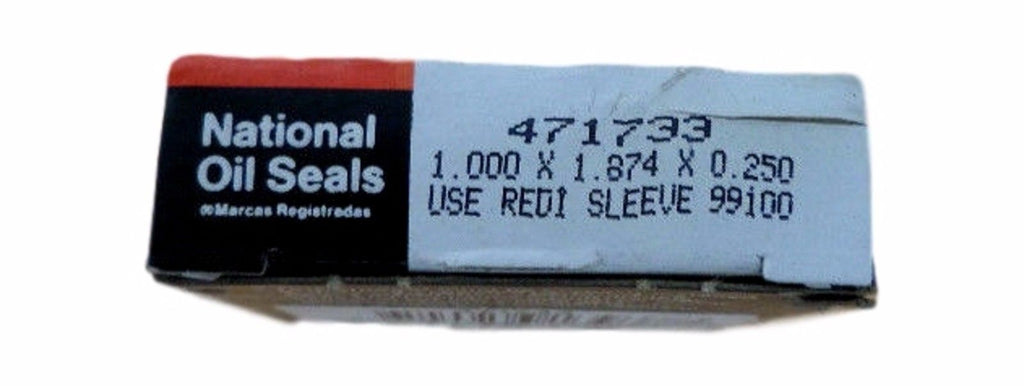 National
Oil Seals
®Marcas Registradas
471733
1.000 X 1.874 X 0.250
USE REDI SLEEVE 99100